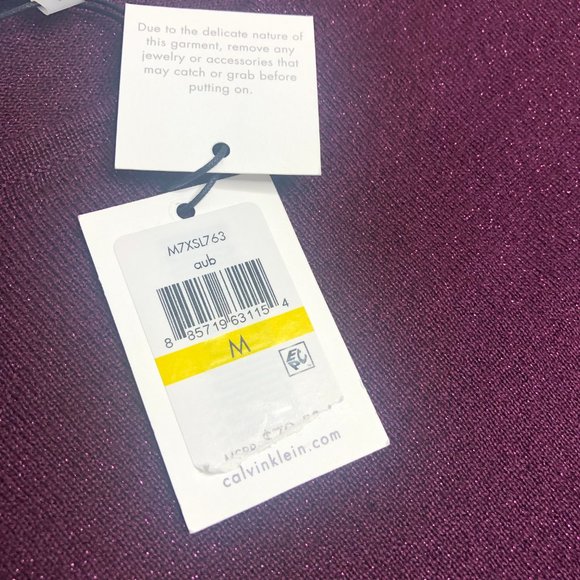 Due to the delicate nature of
this garment, remove any
jewelry or accessories that
may catch or grab before
putting on.
M7XSL763
aub
8 85719 63115 4
M
MSRP
calvinklein.com